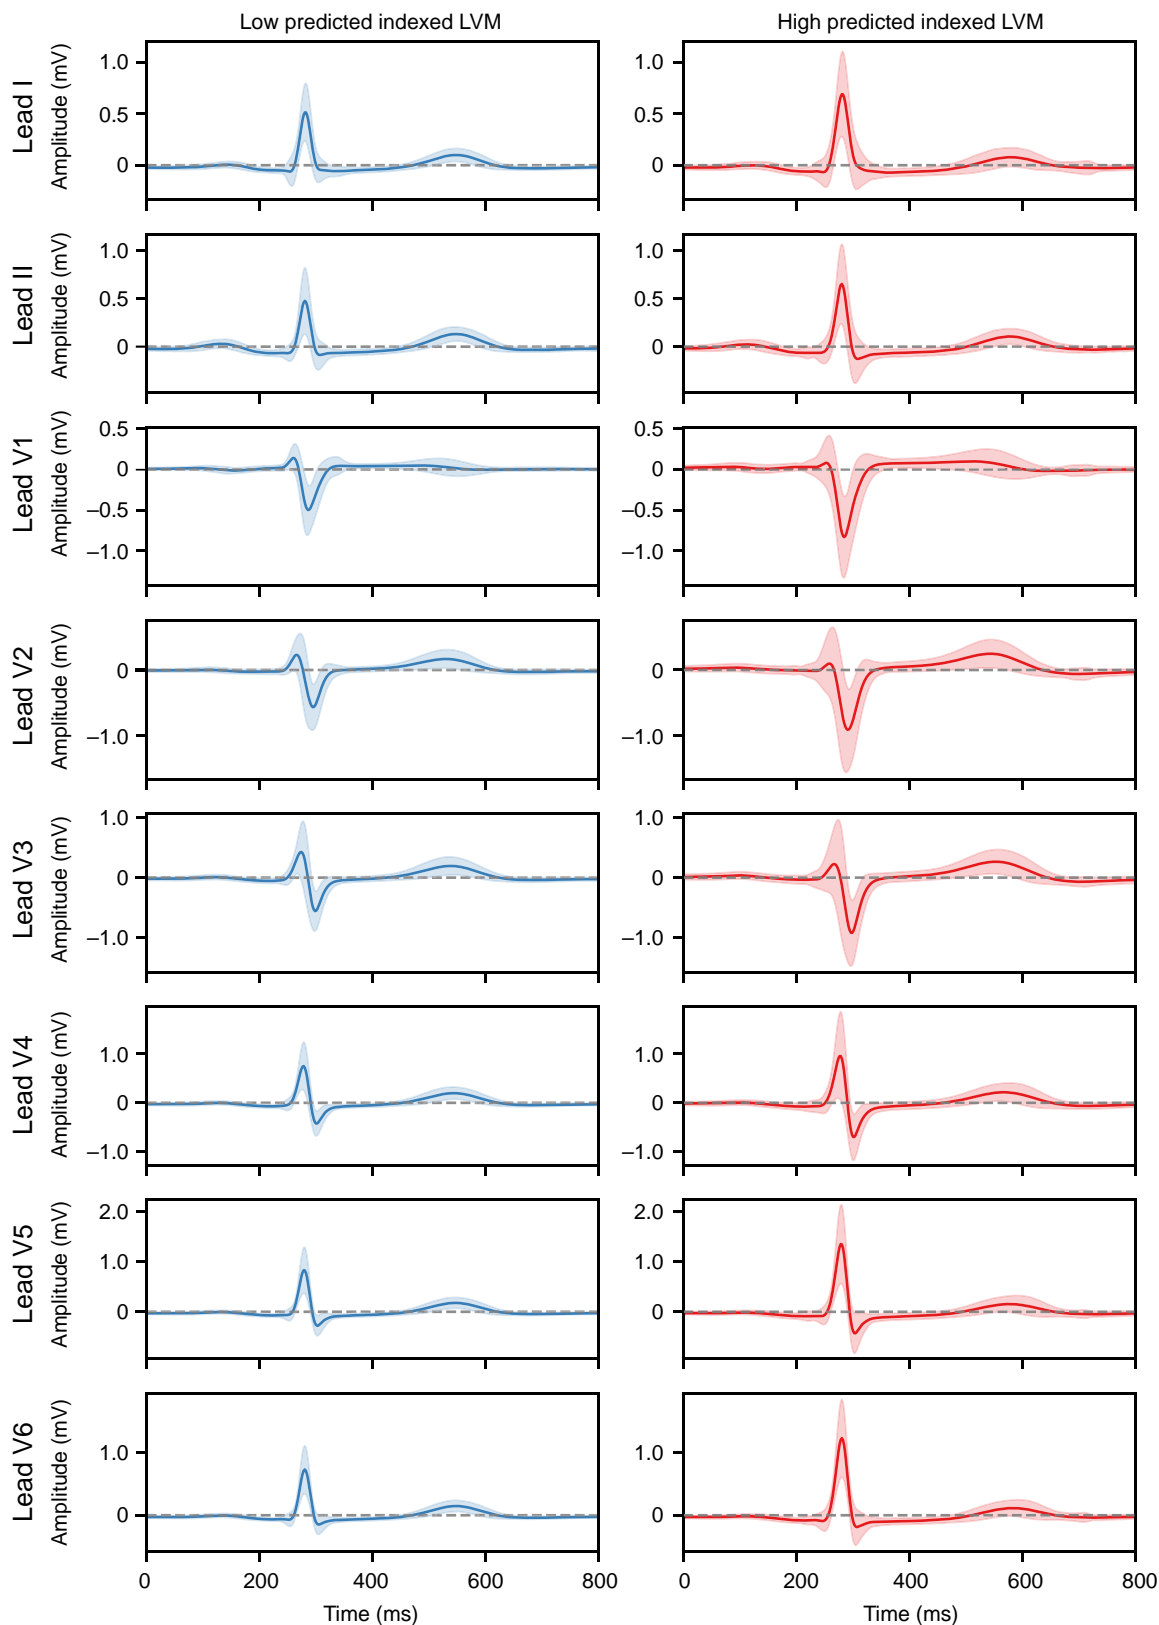 Low predicted indexed LVM
High predicted indexed LVM
Lead I
Amplitude (mV)
1.0
0.5
0
1.0
0.5
0
Lead II
Amplitude (mV)
1.0
0.5
0
1.0
0.5
0
Lead V1
Amplitude (mV)
0.5
0
–0.5
–1.0
0.5
0
–0.5
–1.0
Lead V2
Amplitude (mV)
0
–1.0
0
–1.0
Lead V3
Amplitude (mV)
1.0
0
–1.0
1.0
0
–1.0
Lead V4
Amplitude (mV)
1.0
0
–1.0
1.0
0
–1.0
Lead V5
Amplitude (mV)
2.0
1.0
0
2.0
1.0
0
Lead V6
Amplitude (mV)
1.0
0
1.0
0
0 200 400 600 800
0 200 400 600 800
Time (ms)
Time (ms)